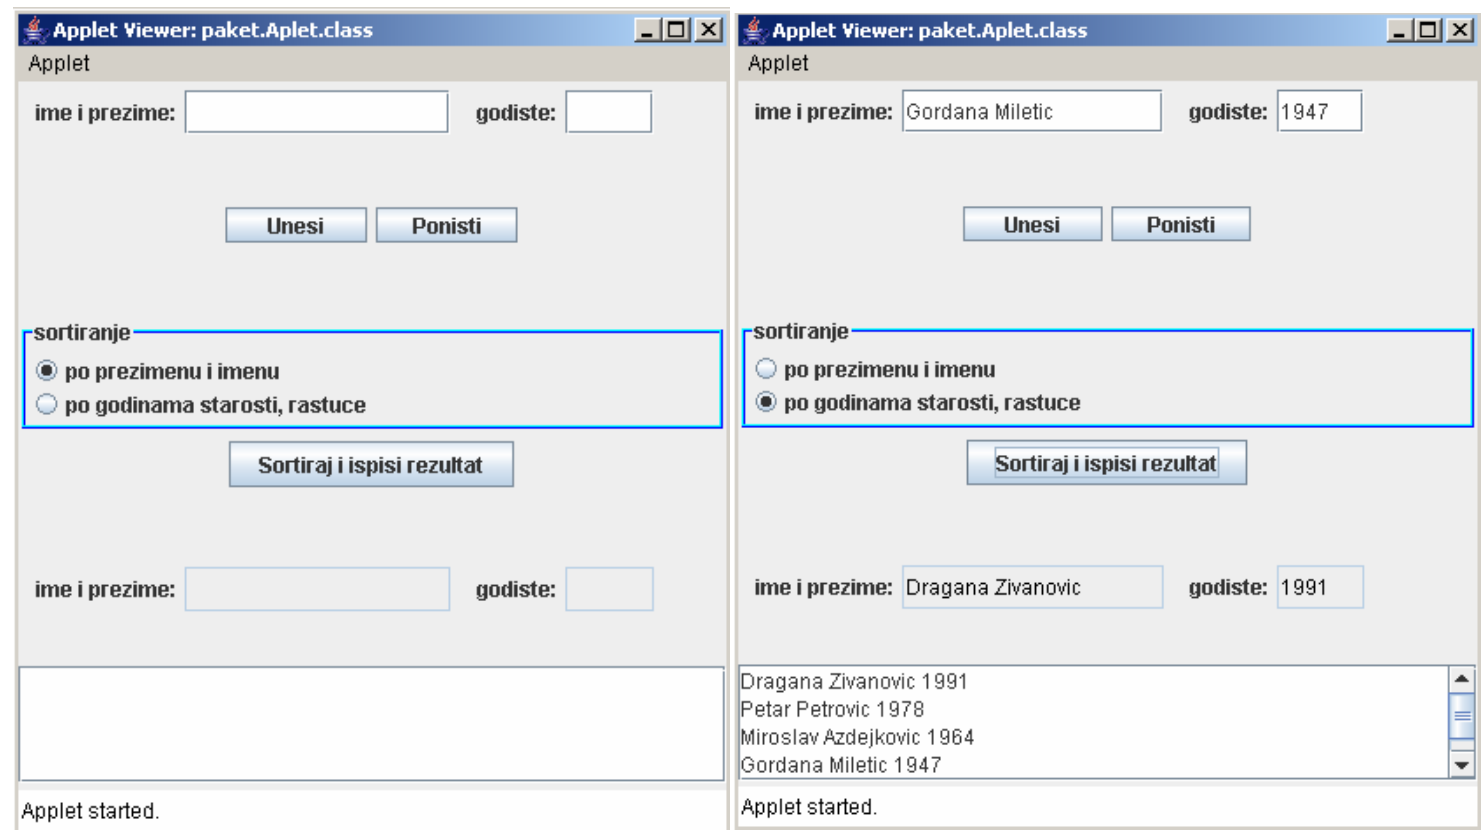 Applet Viewer: paket.Aplet.class
Applet
ime i prezime:
godiste:
Unesi
Ponisti
sortiranje
po prezimenu i imenu
po godinama starosti, rastuce
Sortiraj i ispisi rezultat
ime i prezime:
godiste:
Applet started.
Applet Viewer: paket.Aplet.class
Applet
ime i prezime: Gordana Miletic
godiste: 1947
Unesi
Ponisti
sortiranje
po prezimenu i imenu
po godinama starosti, rastuce
Sortiraj i ispisi rezultat
ime i prezime: Dragana Zivanovic
godiste: 1991
Dragana Zivanovic 1991
Petar Petrovic 1978
Miroslav Azdejkovic 1964
Gordana Miletic 1947
Applet started.